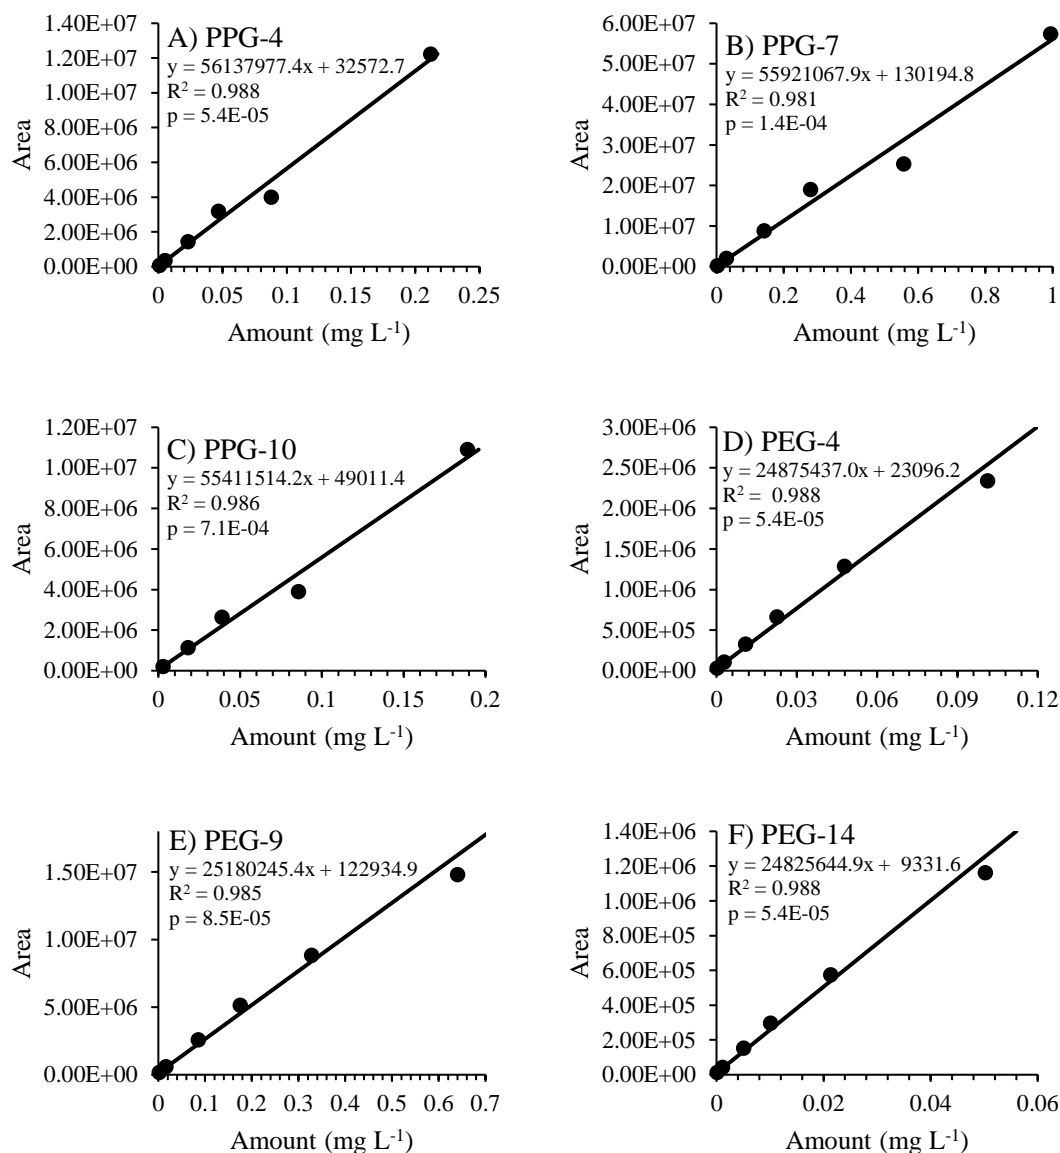 A) PPG-4
y = 56137977.4x + 32572.7
R² = 0.988
p = 5.4E-05
1.40E+07
1.20E+07
1.00E+07
8.00E+06
6.00E+06
4.00E+06
2.00E+06
0.00E+00
Area
0 0.05 0.1 0.15 0.2 0.25
Amount (mg L⁻¹)
B) PPG-7
y = 55921067.9x + 130194.8
R² = 0.981
p = 1.4E-04
6.00E+07
5.00E+07
4.00E+07
3.00E+07
2.00E+07
1.00E+07
0.00E+00
Area
0 0.2 0.4 0.6 0.8 1
Amount (mg L⁻¹)
C) PPG-10
y = 55411514.2x + 49011.4
R² = 0.986
p = 7.1E-04
1.20E+07
1.00E+07
8.00E+06
6.00E+06
4.00E+06
2.00E+06
0.00E+00
Area
0 0.05 0.1 0.15 0.2
Amount (mg L⁻¹)
D) PEG-4
y = 24875437.0x + 23096.2
R² = 0.988
p = 5.4E-05
3.00E+06
2.50E+06
2.00E+06
1.50E+06
1.00E+06
5.00E+05
0.00E+00
Area
0 0.03 0.06 0.09 0.12
Amount (mg L⁻¹)
E) PEG-9
y = 25180245.4x + 122934.9
R² = 0.985
p = 8.5E-05
1.50E+07
1.00E+07
5.00E+06
0.00E+00
Area
0 0.1 0.2 0.3 0.4 0.5 0.6 0.7
Amount (mg L⁻¹)
F) PEG-14
y = 24825644.9x + 9331.6
R² = 0.988
p = 5.4E-05
1.40E+06
1.20E+06
1.00E+06
8.00E+05
6.00E+05
4.00E+05
2.00E+05
0.00E+00
Area
0 0.02 0.04 0.06
Amount (mg L⁻¹)